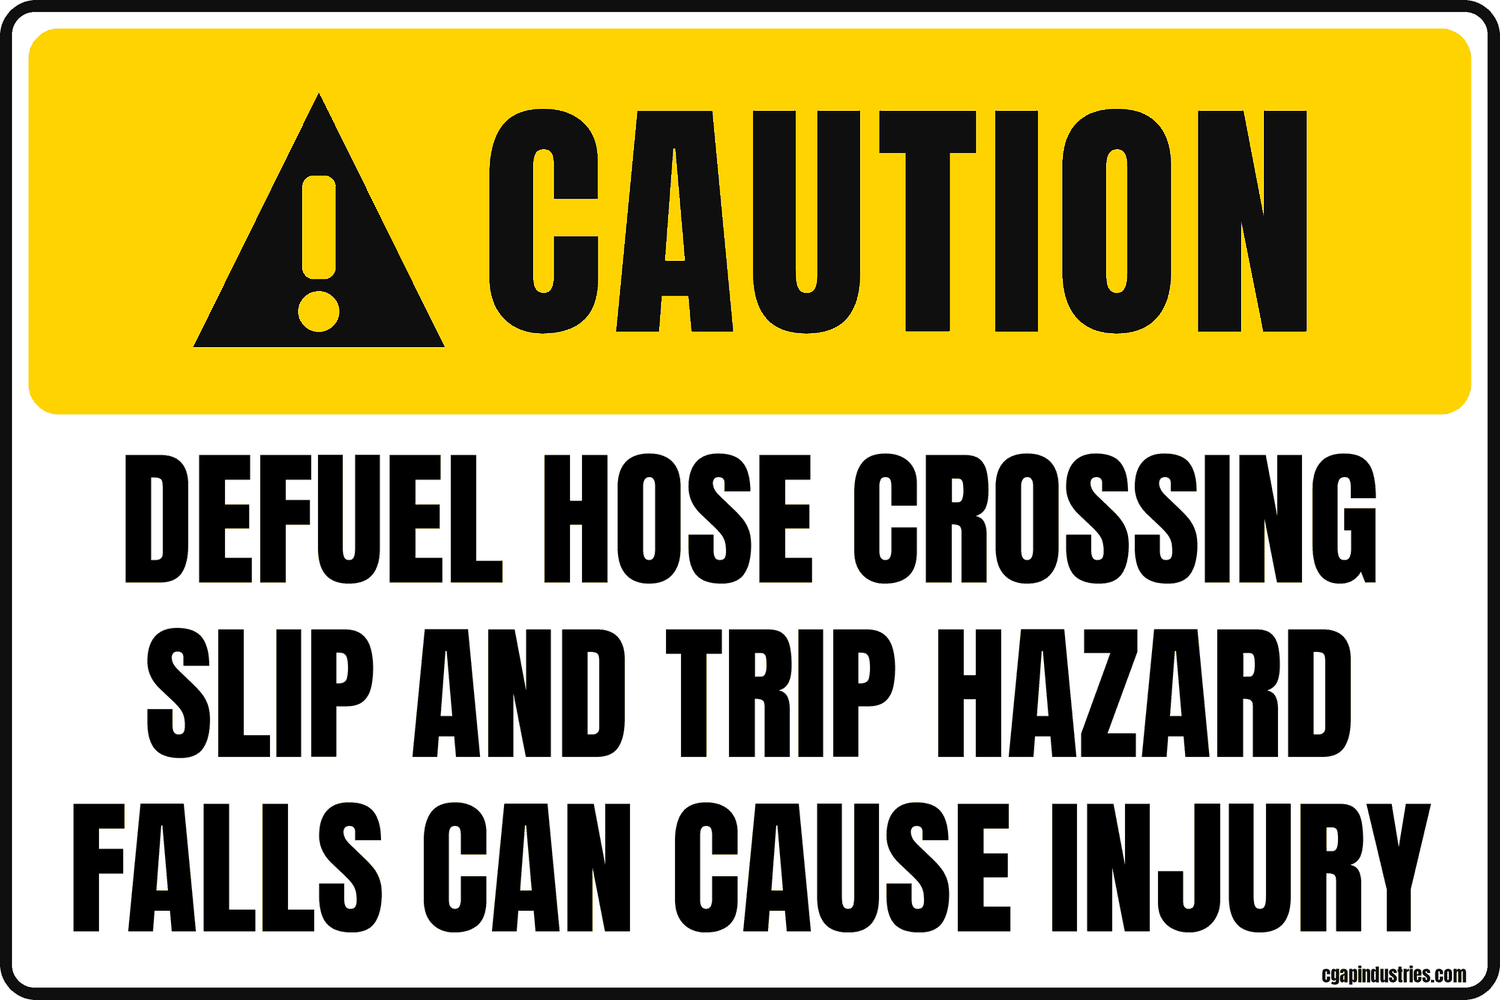 CAUTION
DEFUEL HOSE CROSSING
SLIP AND TRIP HAZARD
FALLS CAN CAUSE INJURY
cgapindustries.com